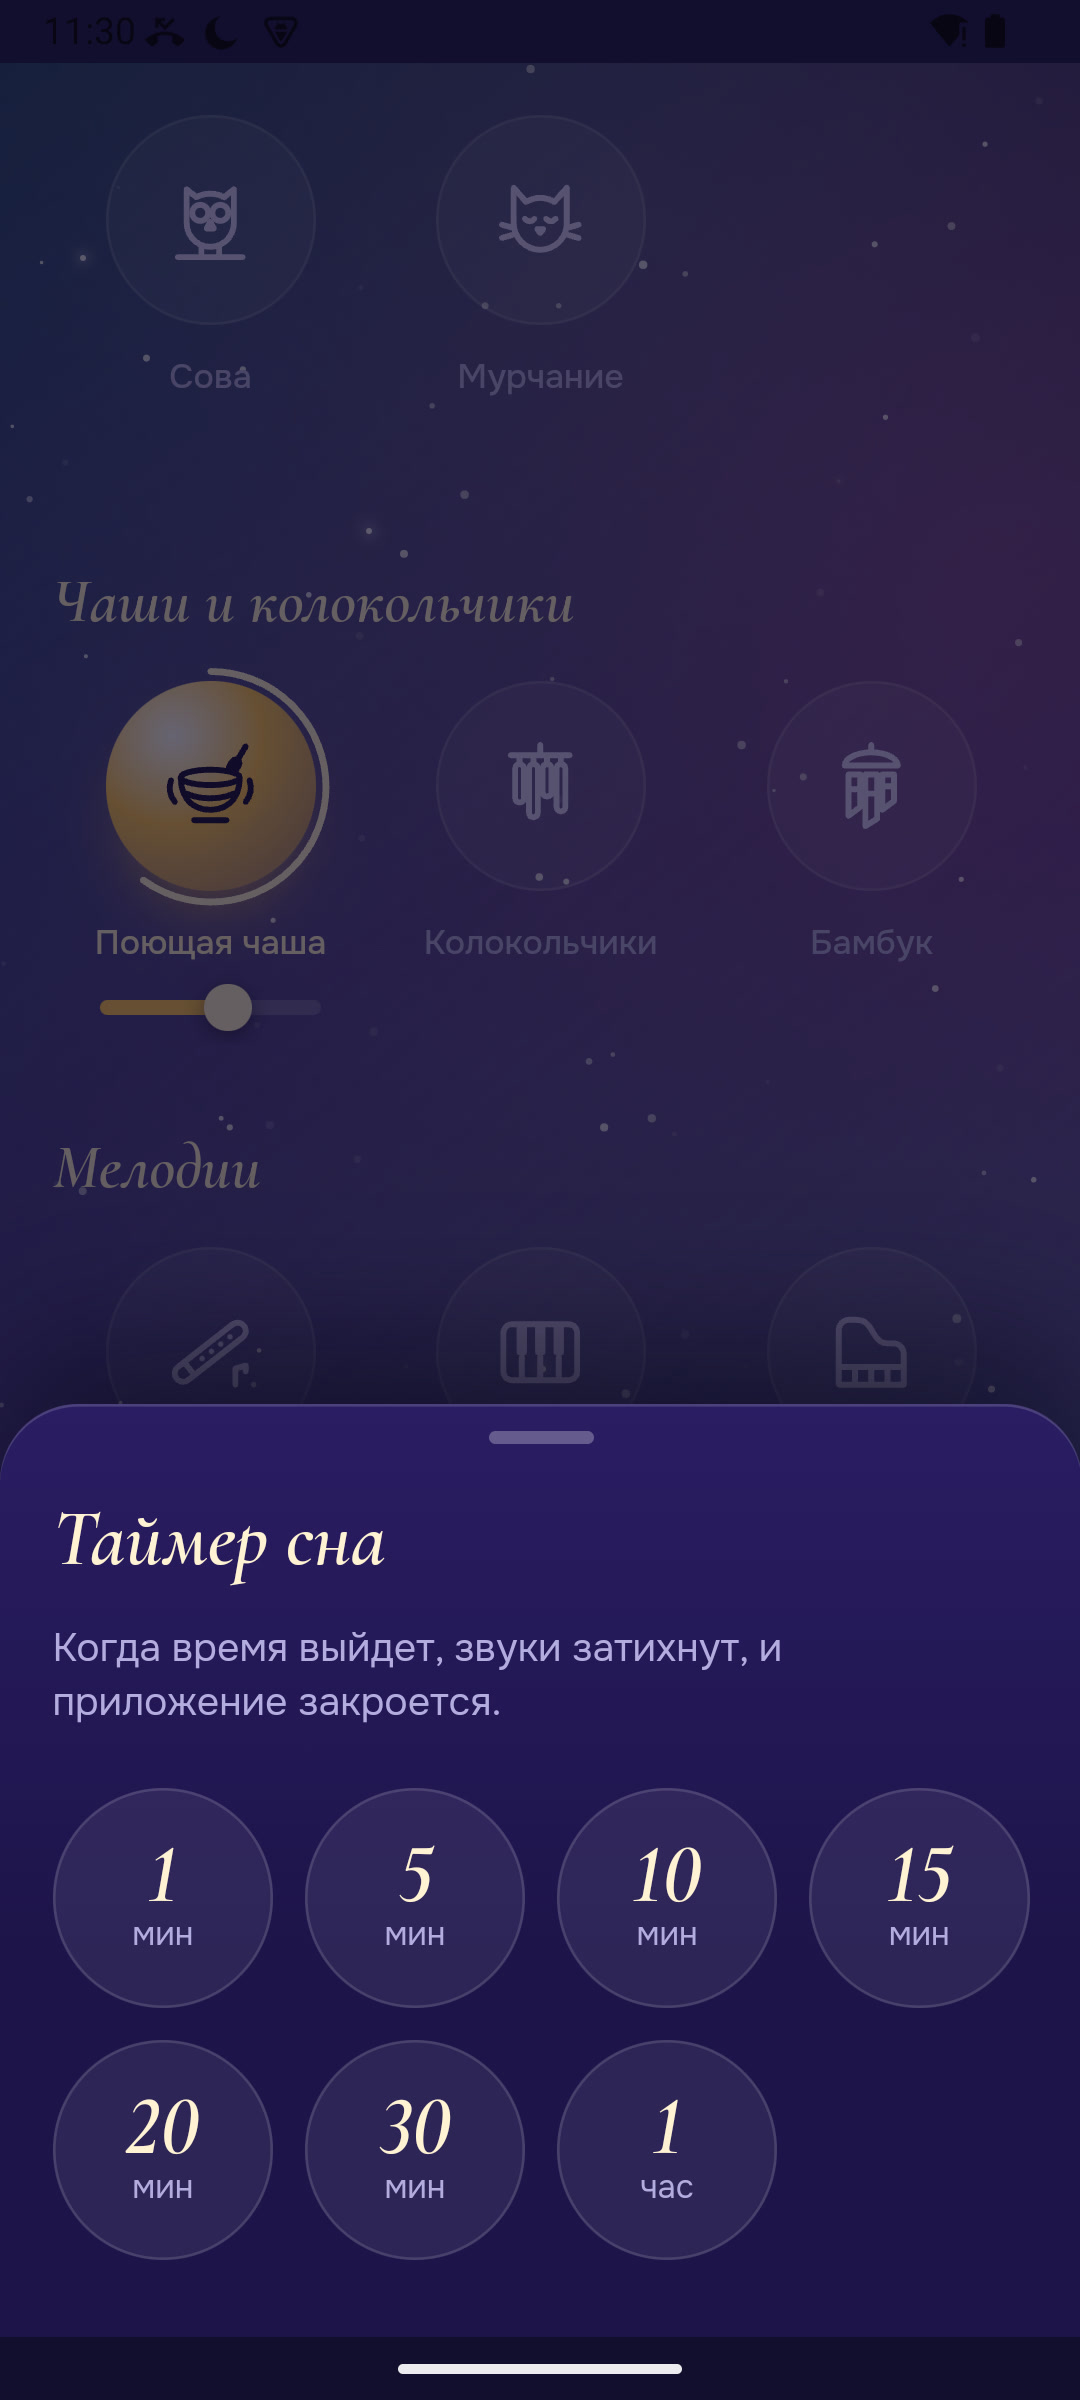 11:30
Сова
Мурчание
Чаши и колокольчики
Поющая чаша
Колокольчики
Бамбук
Мелодии
Таймер сна
Когда время выйдет, звуки затихнут, и
приложение закроется.
1
мин
5
мин
10
мин
15
мин
20
мин
30
мин
1
час